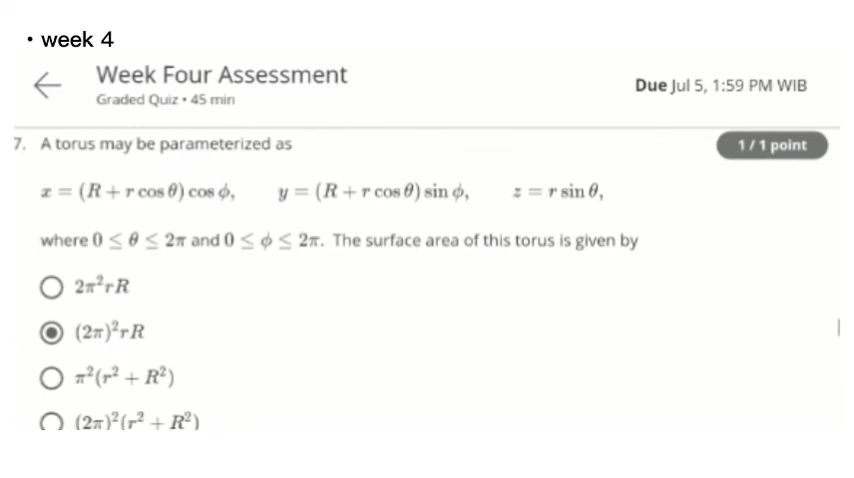 • week 4
Week Four Assessment
Graded Quiz • 45 min
Due Jul 5, 1:59 PM WIB
7. A torus may be parameterized as
1 / 1 point
x = (R + r cos θ) cos ϕ, y = (R + r cos θ) sin ϕ, z = r sin θ,
where 0 ≤ θ ≤ 2π and 0 ≤ ϕ ≤ 2π. The surface area of this torus is given by
2π²rR
(2π)²rR
π²(r² + R²)
(2π)²(r² + R²)